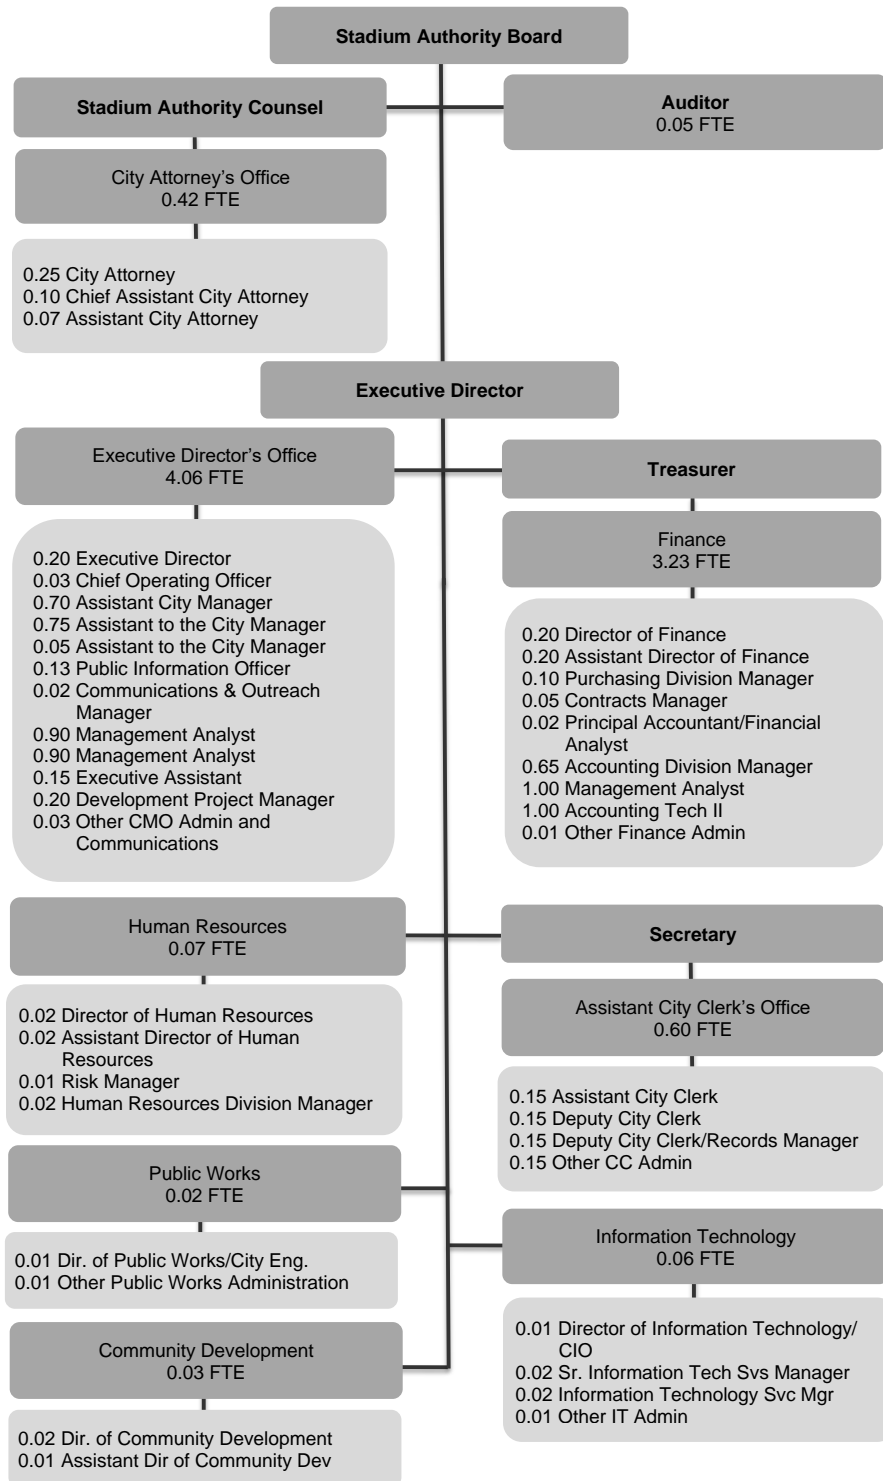 Stadium Authority Board
Stadium Authority Counsel
Auditor
0.05 FTE
City Attorney’s Office
0.42 FTE
0.25 City Attorney
0.10 Chief Assistant City Attorney
0.07 Assistant City Attorney
Executive Director
Executive Director’s Office
4.06 FTE
0.20 Executive Director
0.03 Chief Operating Officer
0.70 Assistant City Manager
0.75 Assistant to the City Manager
0.05 Assistant to the City Manager
0.13 Public Information Officer
0.02 Communications & Outreach
Manager
0.90 Management Analyst
0.90 Management Analyst
0.15 Executive Assistant
0.20 Development Project Manager
0.03 Other CMO Admin and
Communications
Treasurer
Finance
3.23 FTE
0.20 Director of Finance
0.20 Assistant Director of Finance
0.10 Purchasing Division Manager
0.05 Contracts Manager
0.02 Principal Accountant/Financial
Analyst
0.65 Accounting Division Manager
1.00 Management Analyst
1.00 Accounting Tech II
0.01 Other Finance Admin
Human Resources
0.07 FTE
0.02 Director of Human Resources
0.02 Assistant Director of Human
Resources
0.01 Risk Manager
0.02 Human Resources Division Manager
Secretary
Assistant City Clerk’s Office
0.60 FTE
0.15 Assistant City Clerk
0.15 Deputy City Clerk
0.15 Deputy City Clerk/Records Manager
0.15 Other CC Admin
Public Works
0.02 FTE
0.01 Dir. of Public Works/City Eng.
0.01 Other Public Works Administration
Information Technology
0.06 FTE
0.01 Director of Information Technology/
CIO
0.02 Sr. Information Tech Svs Manager
0.02 Information Technology Svc Mgr
0.01 Other IT Admin
Community Development
0.03 FTE
0.02 Dir. of Community Development
0.01 Assistant Dir of Community Dev